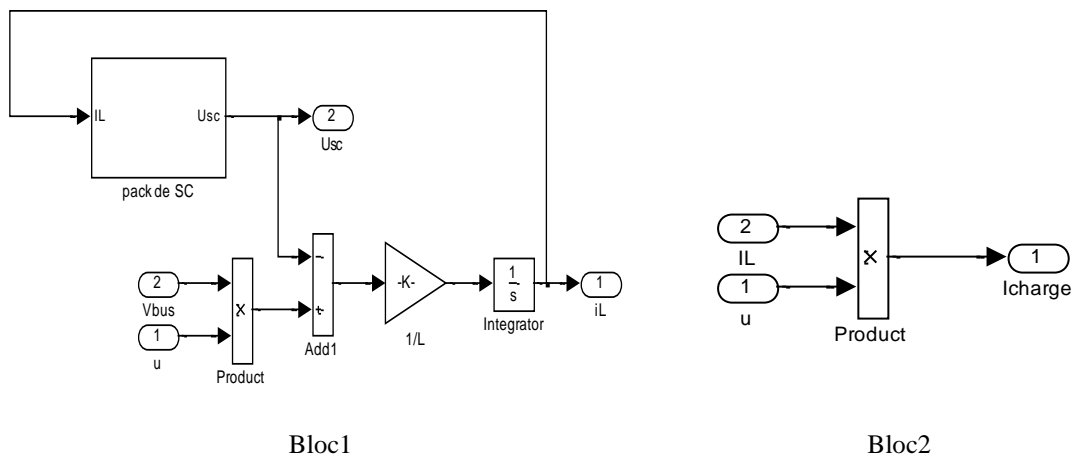 IL
Usc
pack de SC
2
Usc
2
Vbus
1
u
X
Product
-
+
Add1
-K-
1/L
1
s
Integrator
1
iL
Bloc1
2
IL
1
u
X
Product
1
Icharge
Bloc2